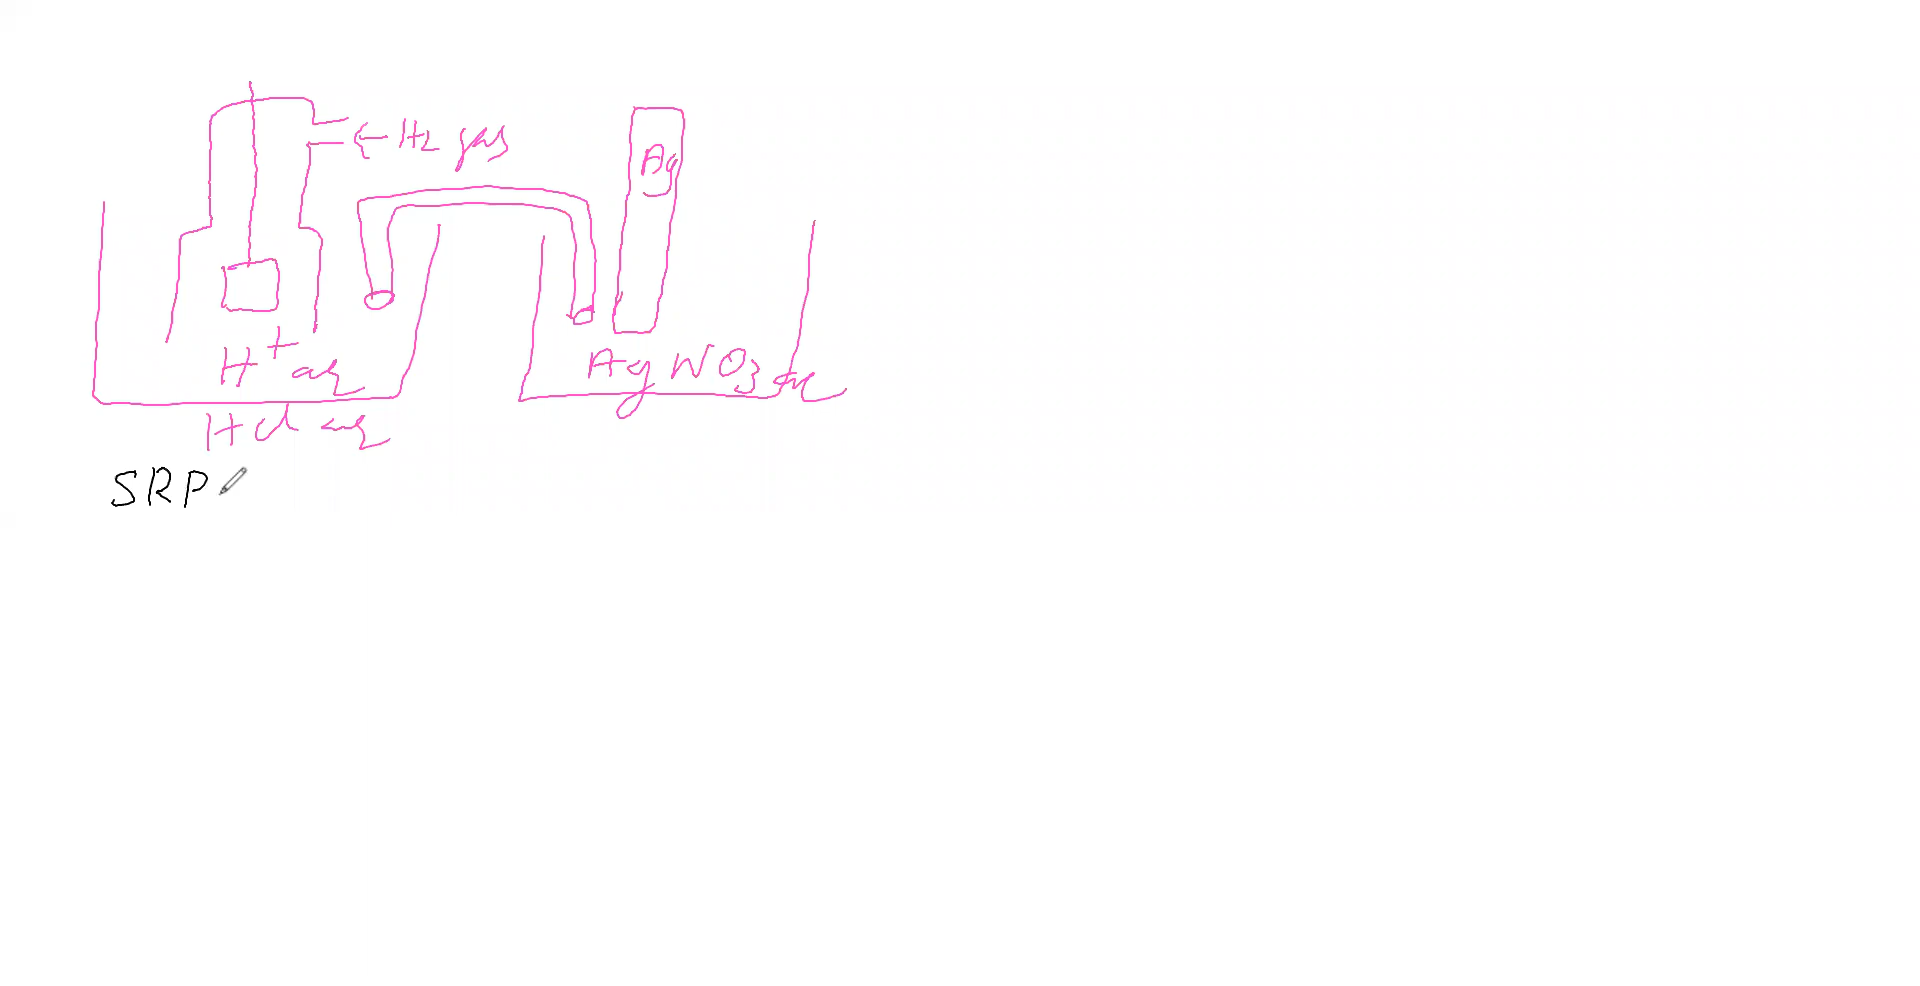 ← H2 gas
Ag
H+ aq
AgNO3 aq
HCl aq
SRP